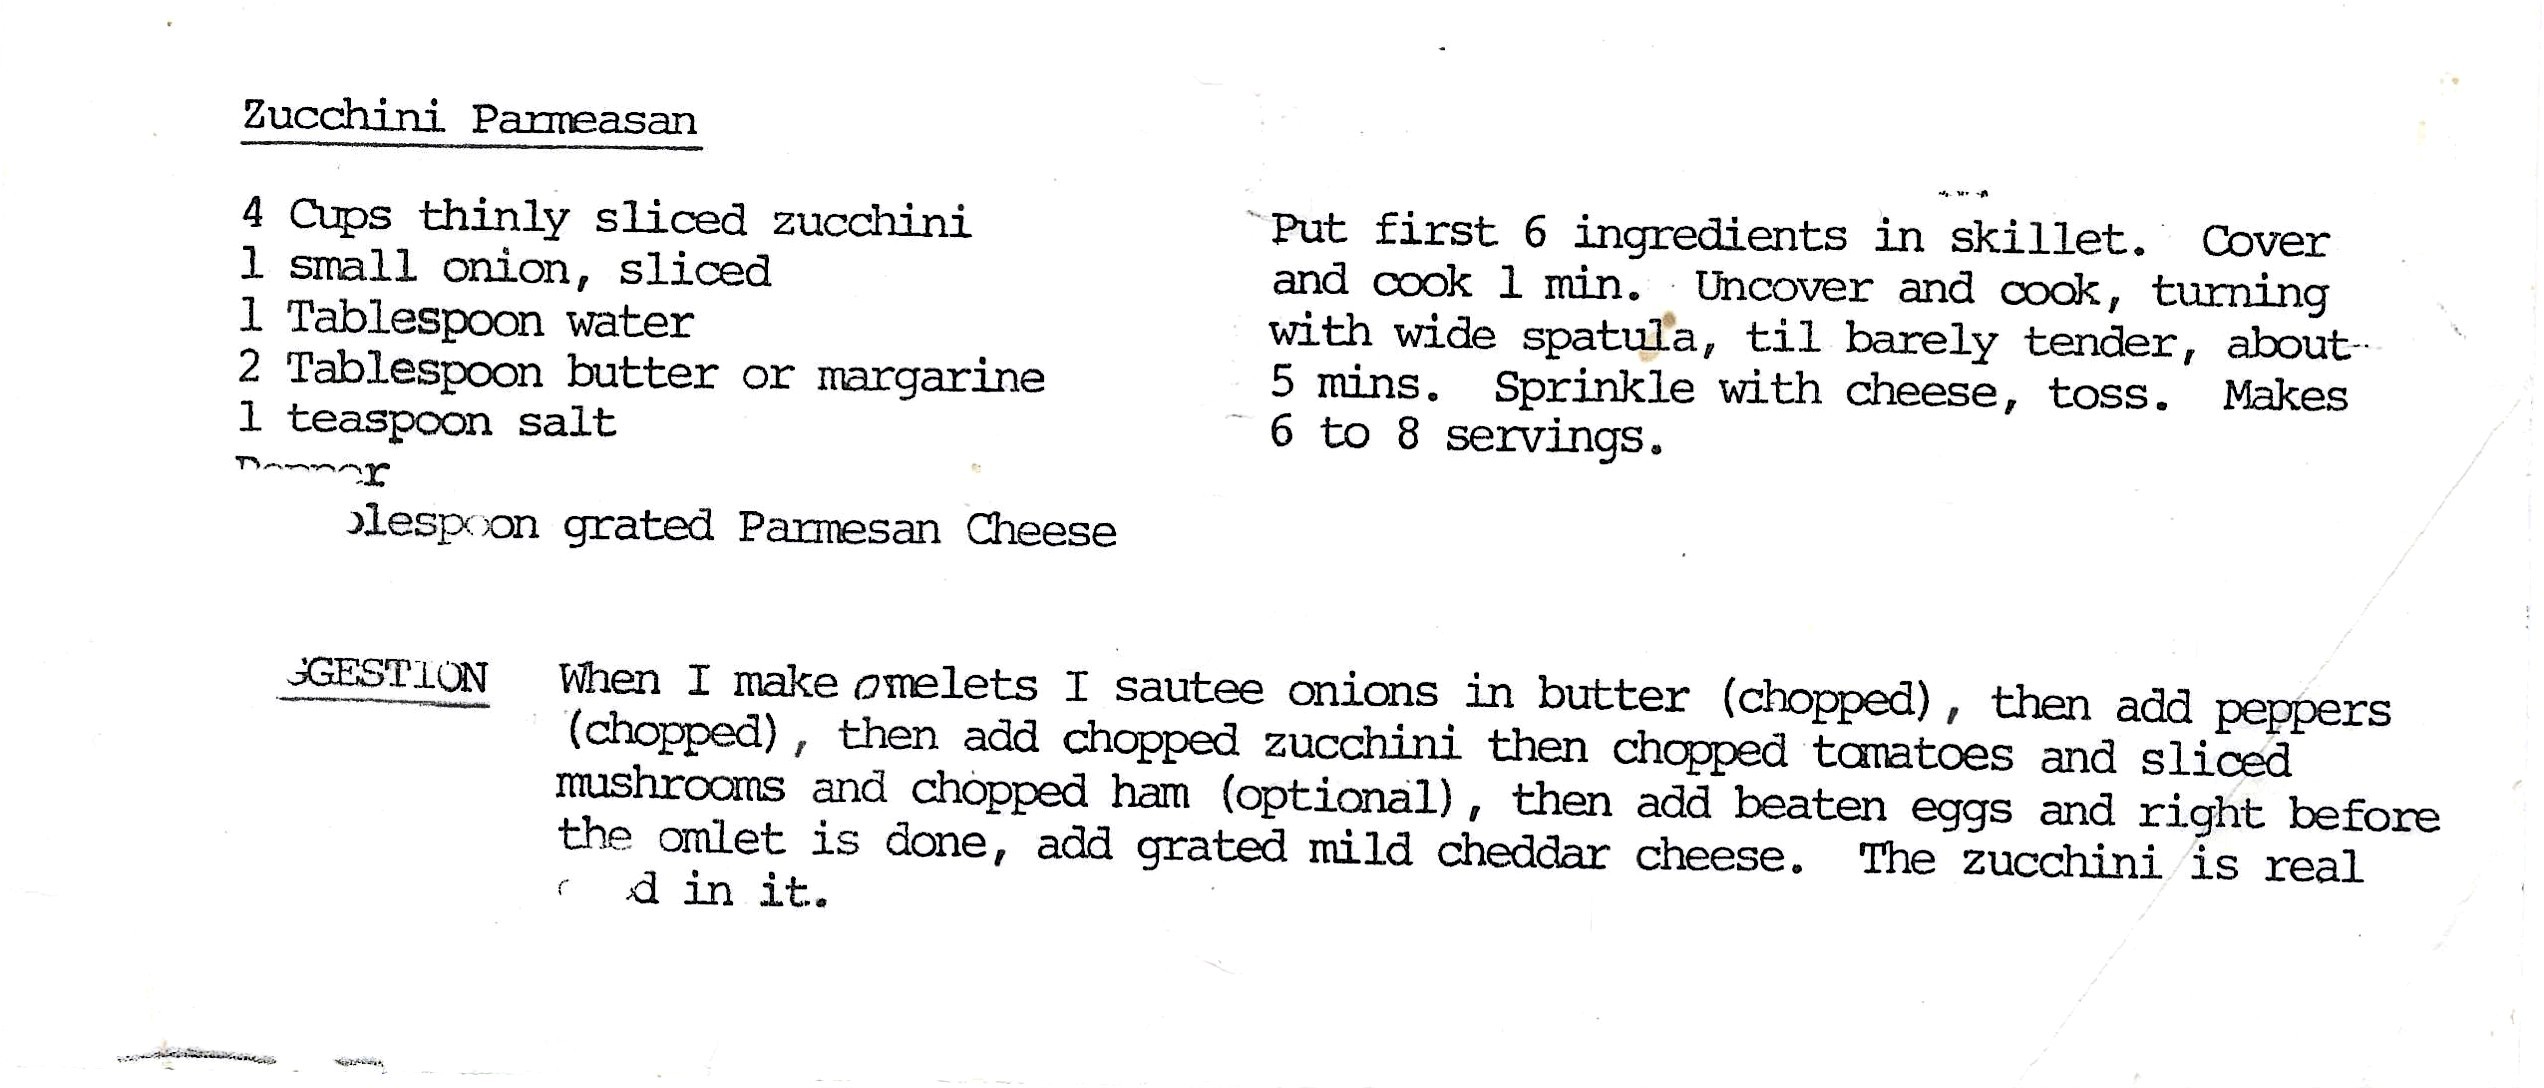 Zucchini Parmeasan
4 Cups thinly sliced zucchini
1 small onion, sliced
1 Tablespoon water
2 Tablespoon butter or margarine
1 teaspoon salt
grated Parmesan Cheese
Put first 6 ingredients in skillet. Cover
and cook 1 min. Uncover and cook, turning
with wide spatula, til barely tender, about
5 mins. Sprinkle with cheese, toss. Makes
6 to 8 servings.
When I make omelets I sautee onions in butter (chopped), then add peppers
(chopped), then add chopped zucchini then chopped tomatoes and sliced
mushrooms and chopped ham (optional), then add beaten eggs and right before
the omlet is done, add grated mild cheddar cheese. The zucchini is real
in it.